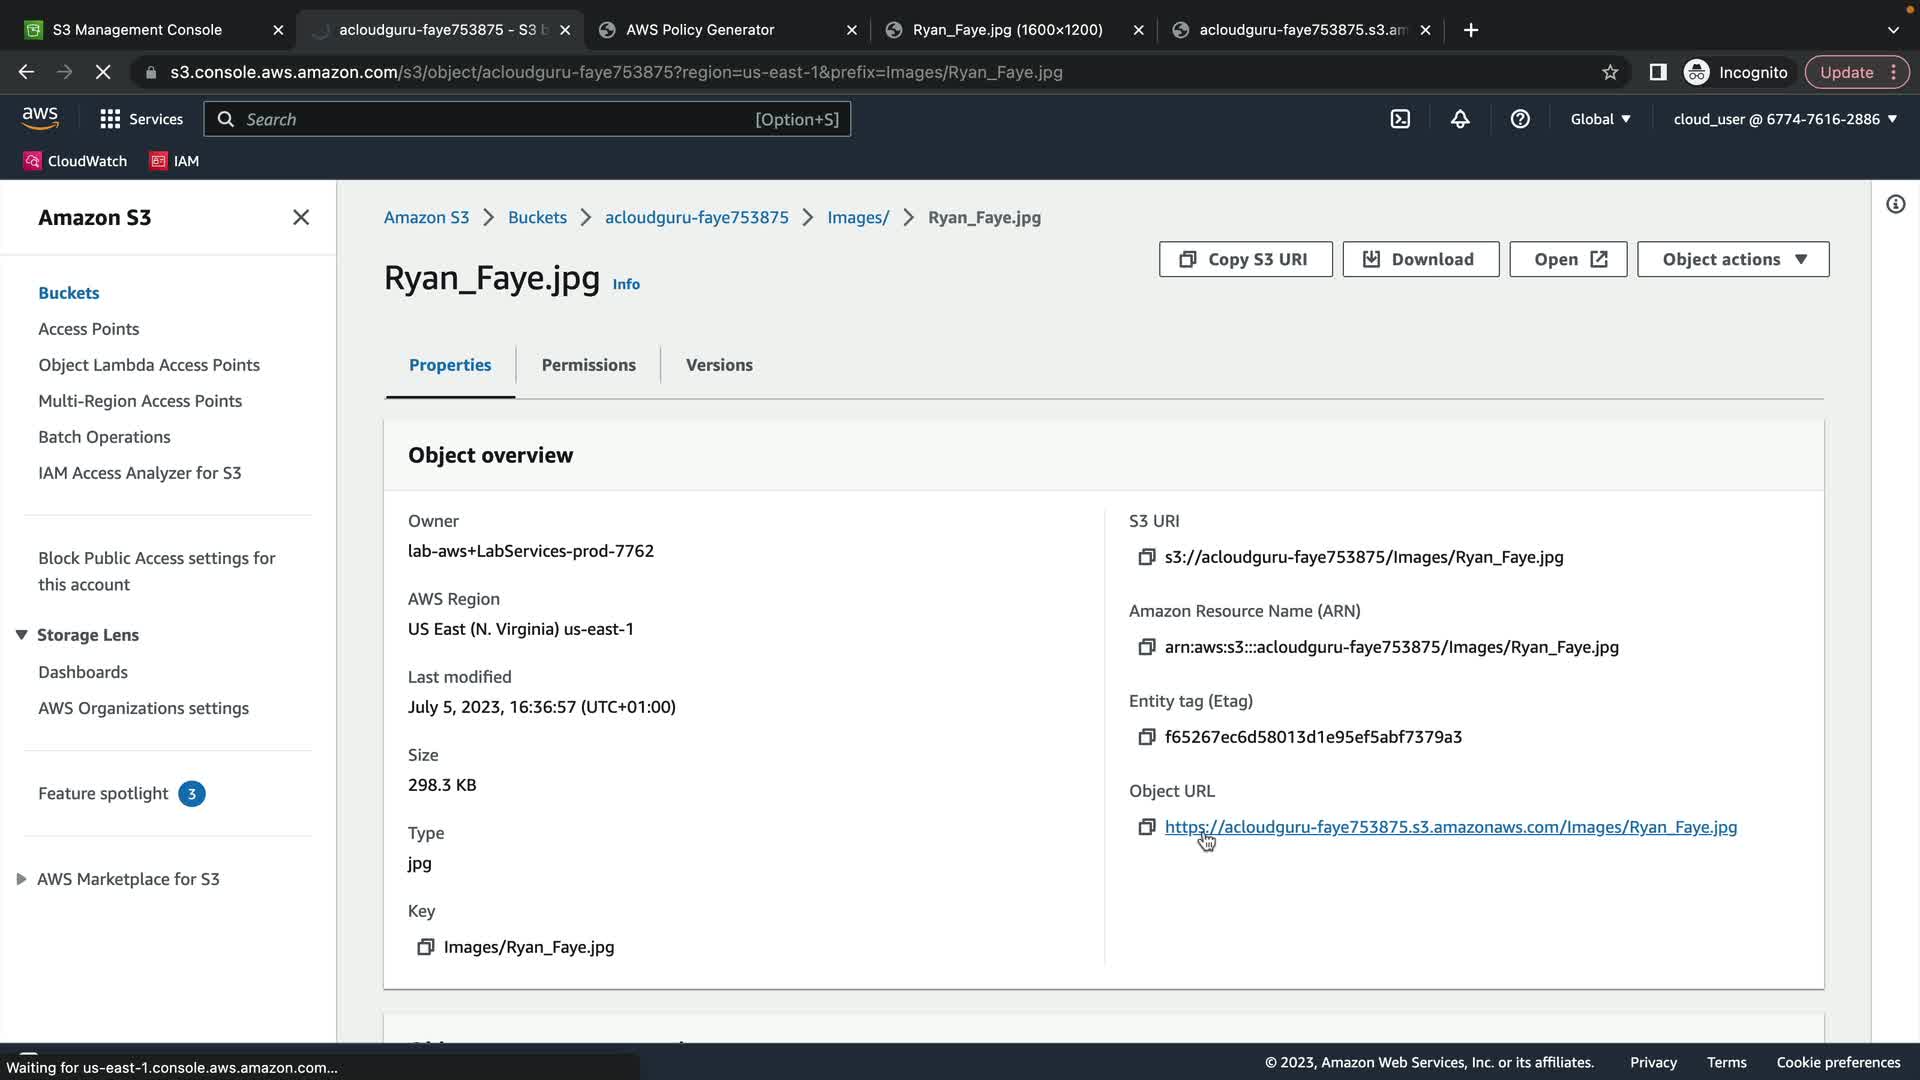 S3 Management Console
acloudguru-faye753875 - S3 b
AWS Policy Generator
Ryan_Faye.jpg (1600×1200)
acloudguru-faye753875.s3.am
s3.console.aws.amazon.com/s3/object/acloudguru-faye753875?region=us-east-1&prefix=Images/Ryan_Faye.jpg
Incognito
Update
aws
Services
Search
[Option+S]
Global
cloud_user @ 6774-7616-2886
CloudWatch
IAM
Amazon S3
Buckets
Access Points
Object Lambda Access Points
Multi-Region Access Points
Batch Operations
IAM Access Analyzer for S3
Block Public Access settings for
this account
Storage Lens
Dashboards
AWS Organizations settings
Feature spotlight 3
AWS Marketplace for S3
Amazon S3 > Buckets > acloudguru-faye753875 > Images/ > Ryan_Faye.jpg
Ryan_Faye.jpg Info
Copy S3 URI
Download
Open
Object actions
Properties
Permissions
Versions
Object overview
Owner
lab-aws+LabServices-prod-7762
AWS Region
US East (N. Virginia) us-east-1
Last modified
July 5, 2023, 16:36:57 (UTC+01:00)
Size
298.3 KB
Type
jpg
Key
Images/Ryan_Faye.jpg
S3 URI
s3://acloudguru-faye753875/Images/Ryan_Faye.jpg
Amazon Resource Name (ARN)
arn:aws:s3:::acloudguru-faye753875/Images/Ryan_Faye.jpg
Entity tag (Etag)
f65267ec6d58013d1e95ef5abf7379a3
Object URL
https://acloudguru-faye753875.s3.amazonaws.com/Images/Ryan_Faye.jpg
Waiting for us-east-1.console.aws.amazon.com...
© 2023, Amazon Web Services, Inc. or its affiliates.
Privacy
Terms
Cookie preferences